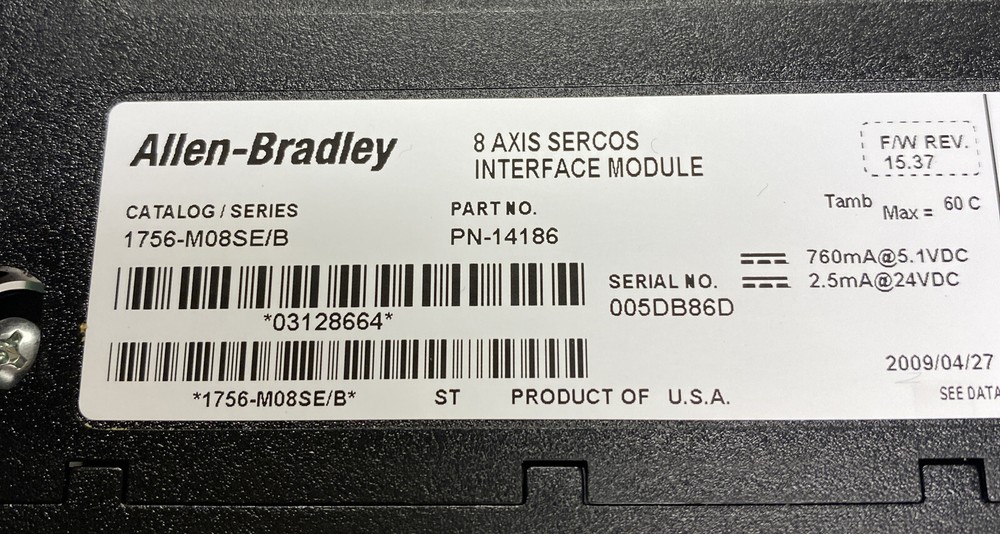 Allen-Bradley
8 AXIS SERCOS
INTERFACE MODULE
F/W REV.
15.37
CATALOG / SERIES
1756-M08SE/B
PART NO.
PN-14186
Tamb Max = 60 C
760mA@5.1VDC
2.5mA@24VDC
SERIAL NO.
005DB86D
*03128664*
2009/04/27
*1756-M08SE/B*
ST
PRODUCT OF U.S.A.
SEE DATA